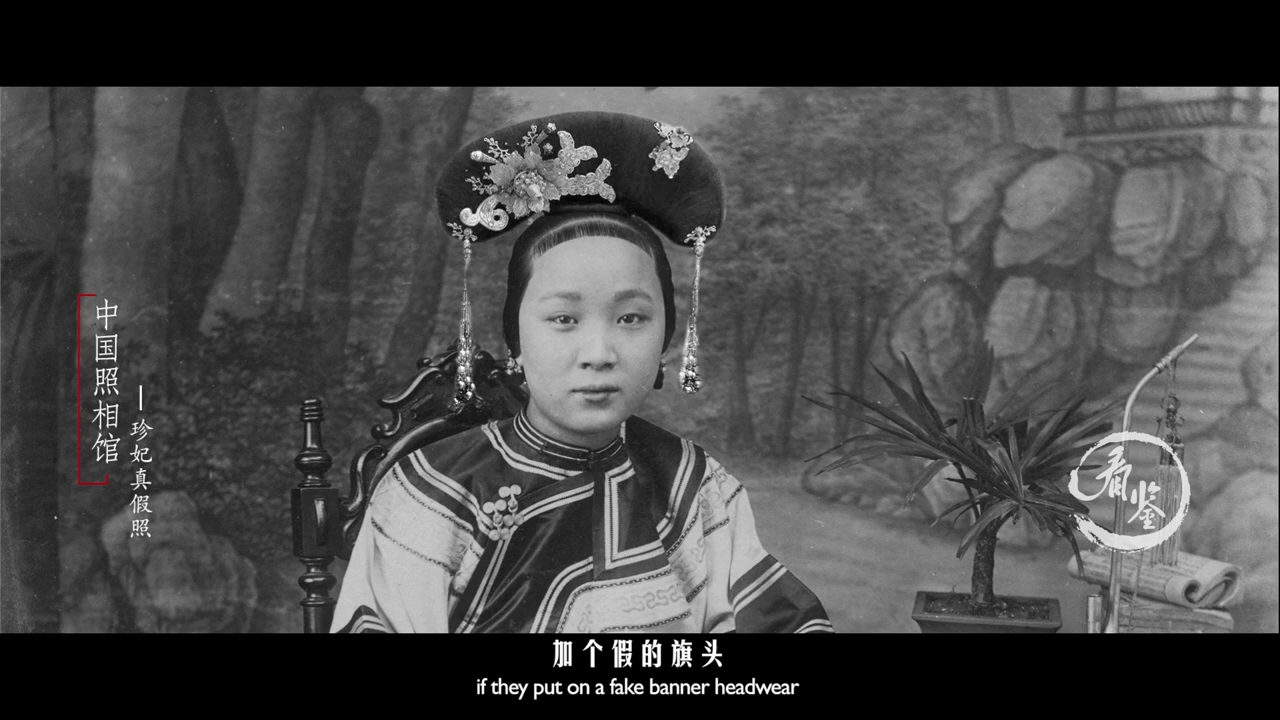 中国照相馆
—珍妃真假照
看鉴
加个假的旗头
if they put on a fake banner headwear